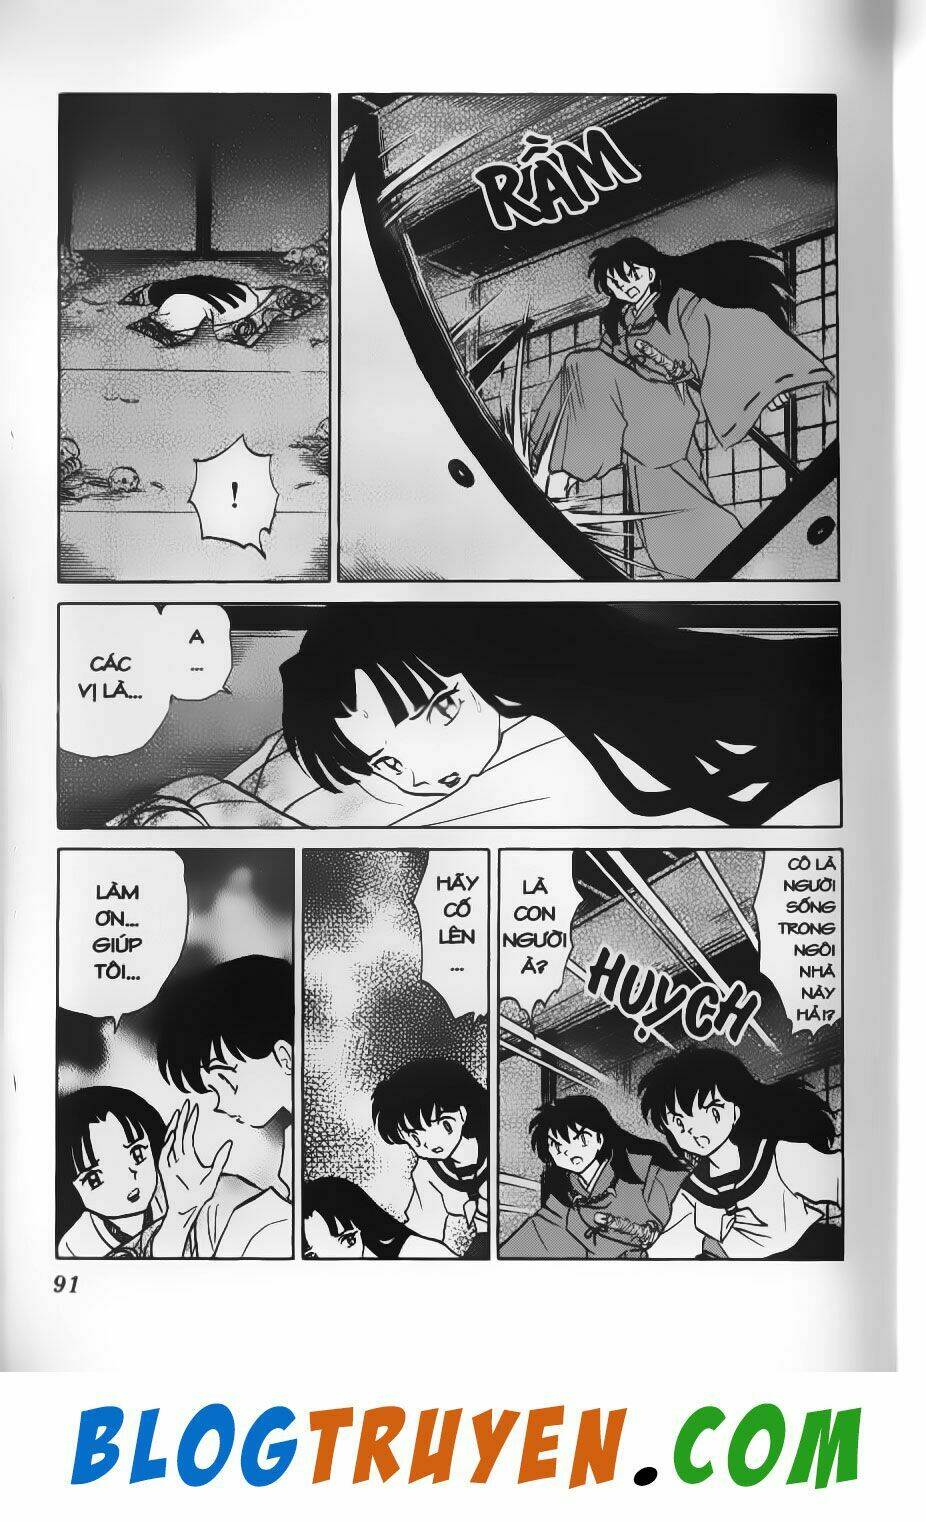 RẦM
!
A
...
CÁC
VỊ LÀ...
CÔ LÀ
NGƯỜI
SỐNG
TRONG
NGÔI
NHÀ
NÀY
HẢ!?
LÀ
CON
NGƯỜI
À?
HUỴCH
HÃY
CỐ
LÊN
...
LÀM
ƠN...
GIÚP
TÔI...
91
BLOGTRUYEN.COM